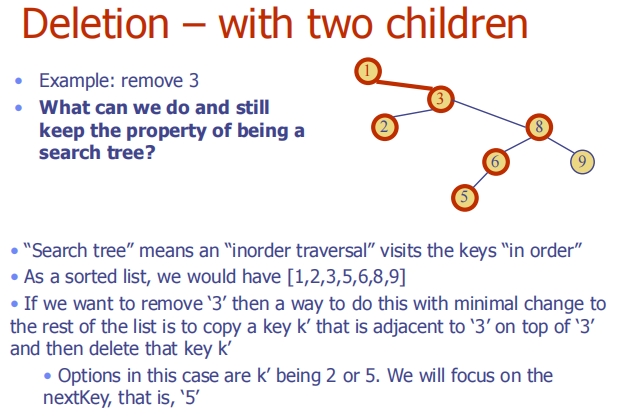 Deletion – with two children
• Example: remove 3
• What can we do and still
keep the property of being a
search tree?
1
3
2
8
6
9
5
• “Search tree” means an “inorder traversal” visits the keys “in order”
• As a sorted list, we would have [1,2,3,5,6,8,9]
• If we want to remove ‘3’ then a way to do this with minimal change to
the rest of the list is to copy a key k’ that is adjacent to ‘3’ on top of ‘3’
and then delete that key k’
• Options in this case are k’ being 2 or 5. We will focus on the
nextKey, that is, ‘5’